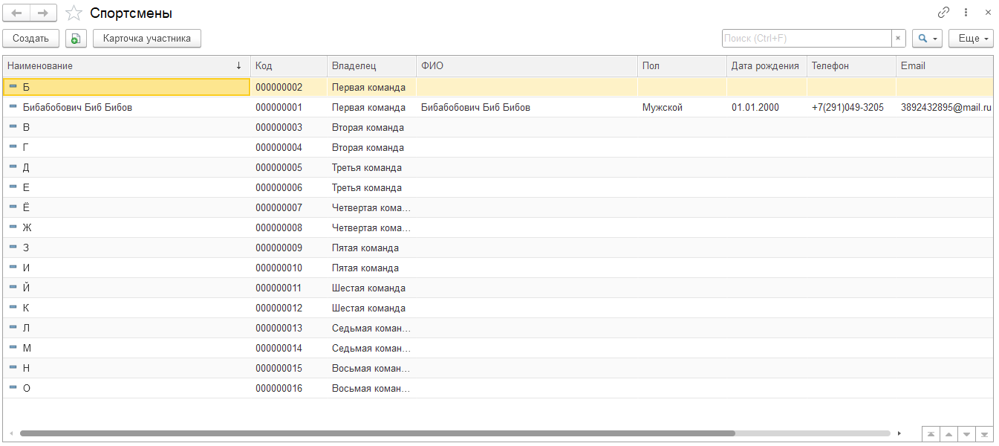 Спортсмены
Создать Карточка участника Поиск (Ctrl+F) × Еще
Наименование ↓ Код Владелец ФИО Пол Дата рождения Телефон Email
Б 000000002 Первая команда
Бибабобович Биб Бибов 000000001 Первая команда Бибабобович Биб Бибов Мужской 01.01.2000 +7(291)049-3205 3892432895@mail.ru
В 000000003 Вторая команда
Г 000000004 Вторая команда
Д 000000005 Третья команда
Е 000000006 Третья команда
Ё 000000007 Четвертая кома...
Ж 000000008 Четвертая кома...
З 000000009 Пятая команда
И 000000010 Пятая команда
Й 000000011 Шестая команда
К 000000012 Шестая команда
Л 000000013 Седьмая коман...
М 000000014 Седьмая коман...
Н 000000015 Восьмая коман...
О 000000016 Восьмая коман...